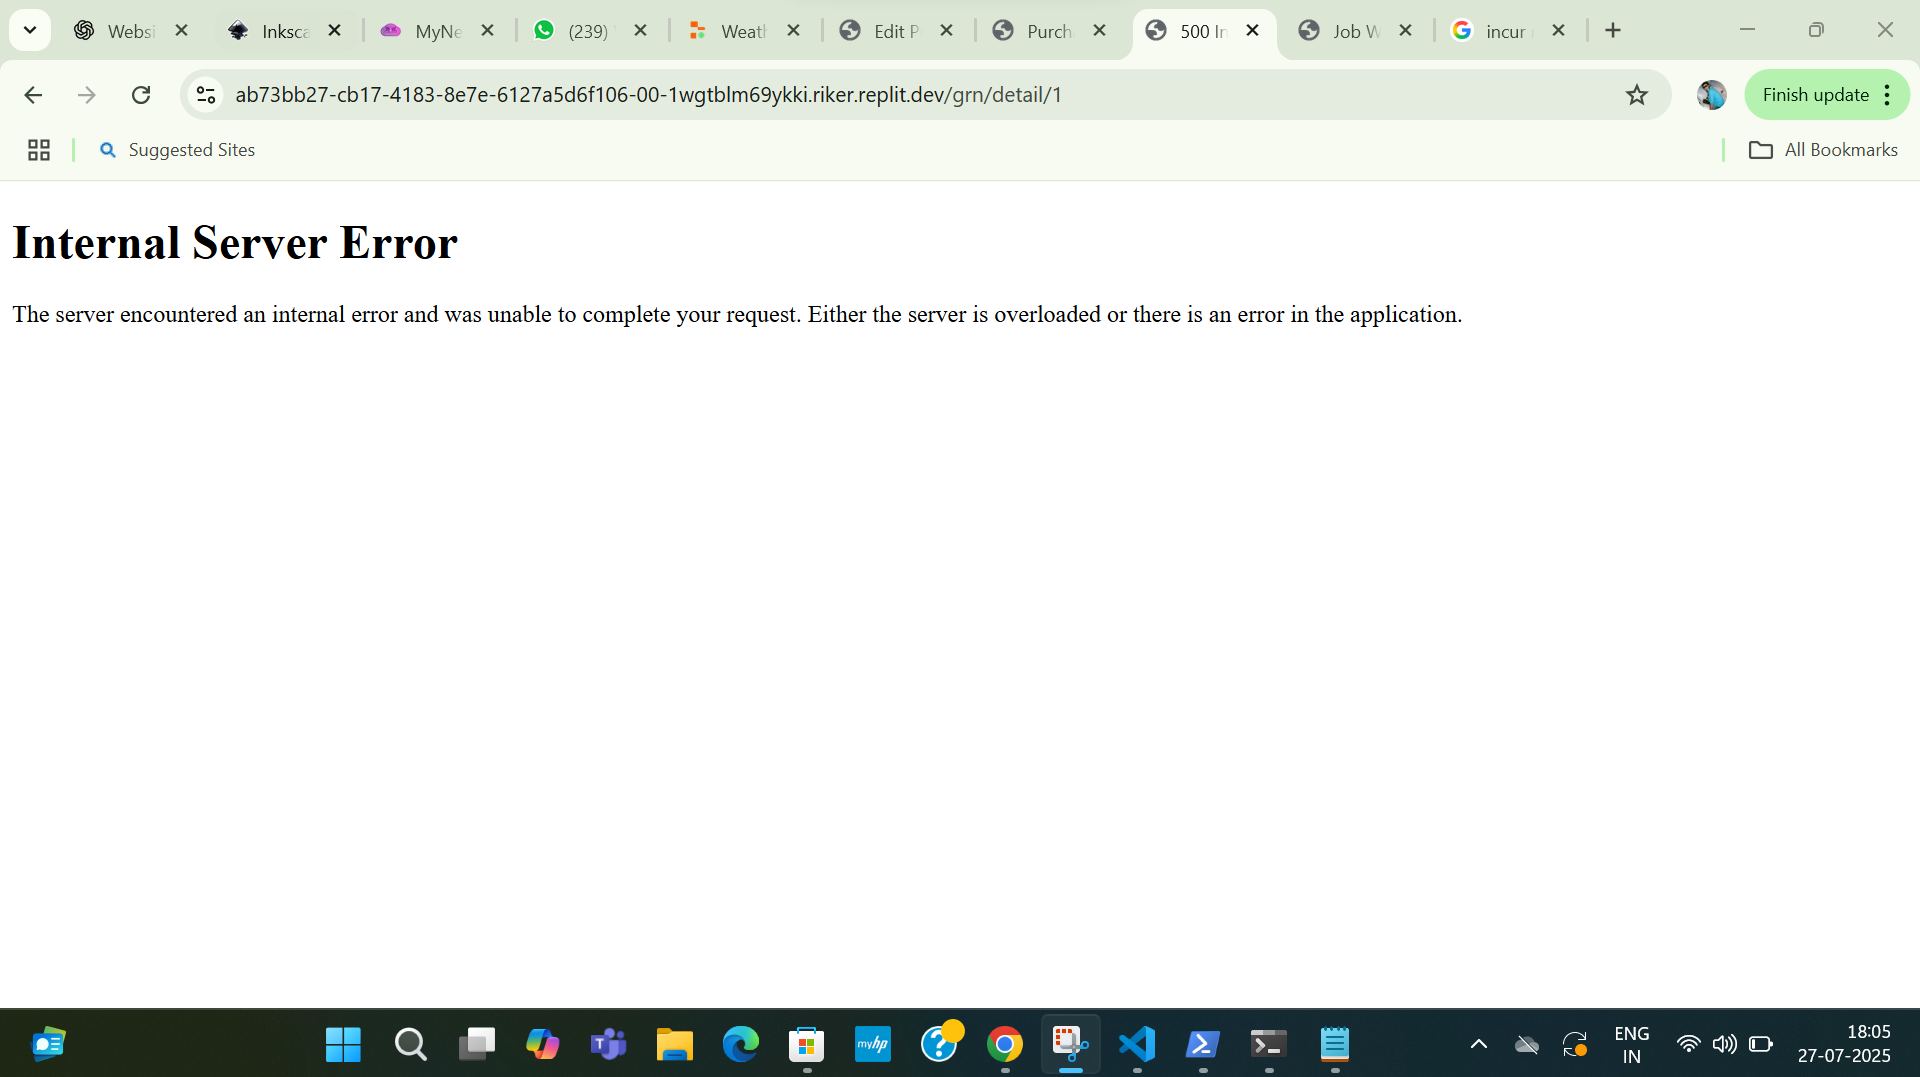 Websi
Inksca
MyNe
(239)
Weath
Edit P
Purch
500 In
Job W
incur
ab73bb27-cb17-4183-8e7e-6127a5d6f106-00-1wgtblm69ykki.riker.replit.dev/grn/detail/1
Finish update
Suggested Sites
All Bookmarks
Internal Server Error
The server encountered an internal error and was unable to complete your request. Either the server is overloaded or there is an error in the application.
myhp
ENG
IN
18:05
27-07-2025